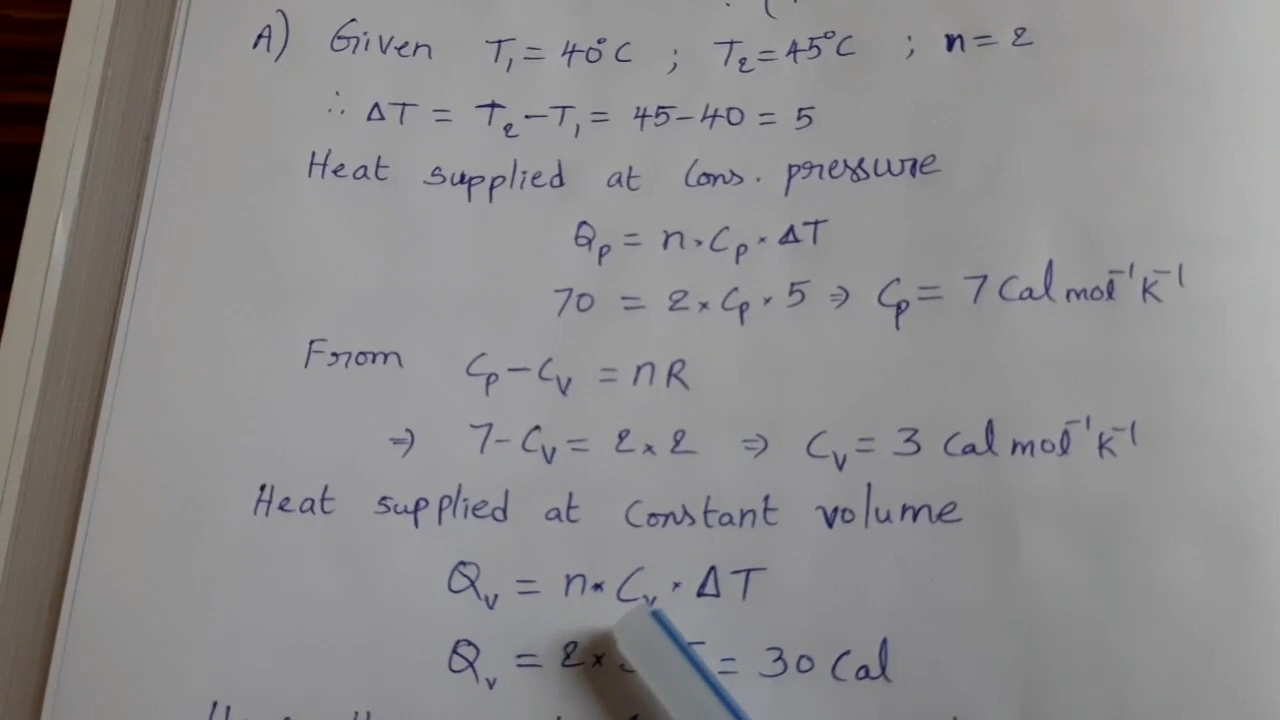 A) Given T₁ = 40°C ; T₂ = 45°C ; n = 2
∴ ΔT = T₂ − T₁ = 45 − 40 = 5
Heat supplied at Cons. pressure
Qₚ = n × Cₚ × ΔT
70 = 2 × Cₚ × 5 ⇒ Cₚ = 7 Cal mol⁻¹ K⁻¹
From Cₚ − Cᵥ = nR
⇒ 7 − Cᵥ = 2 × 2 ⇒ Cᵥ = 3 Cal mol⁻¹ K⁻¹
Heat supplied at Constant volume
Qᵥ = n × Cᵥ × ΔT
Qᵥ = 2 × = 30 Cal